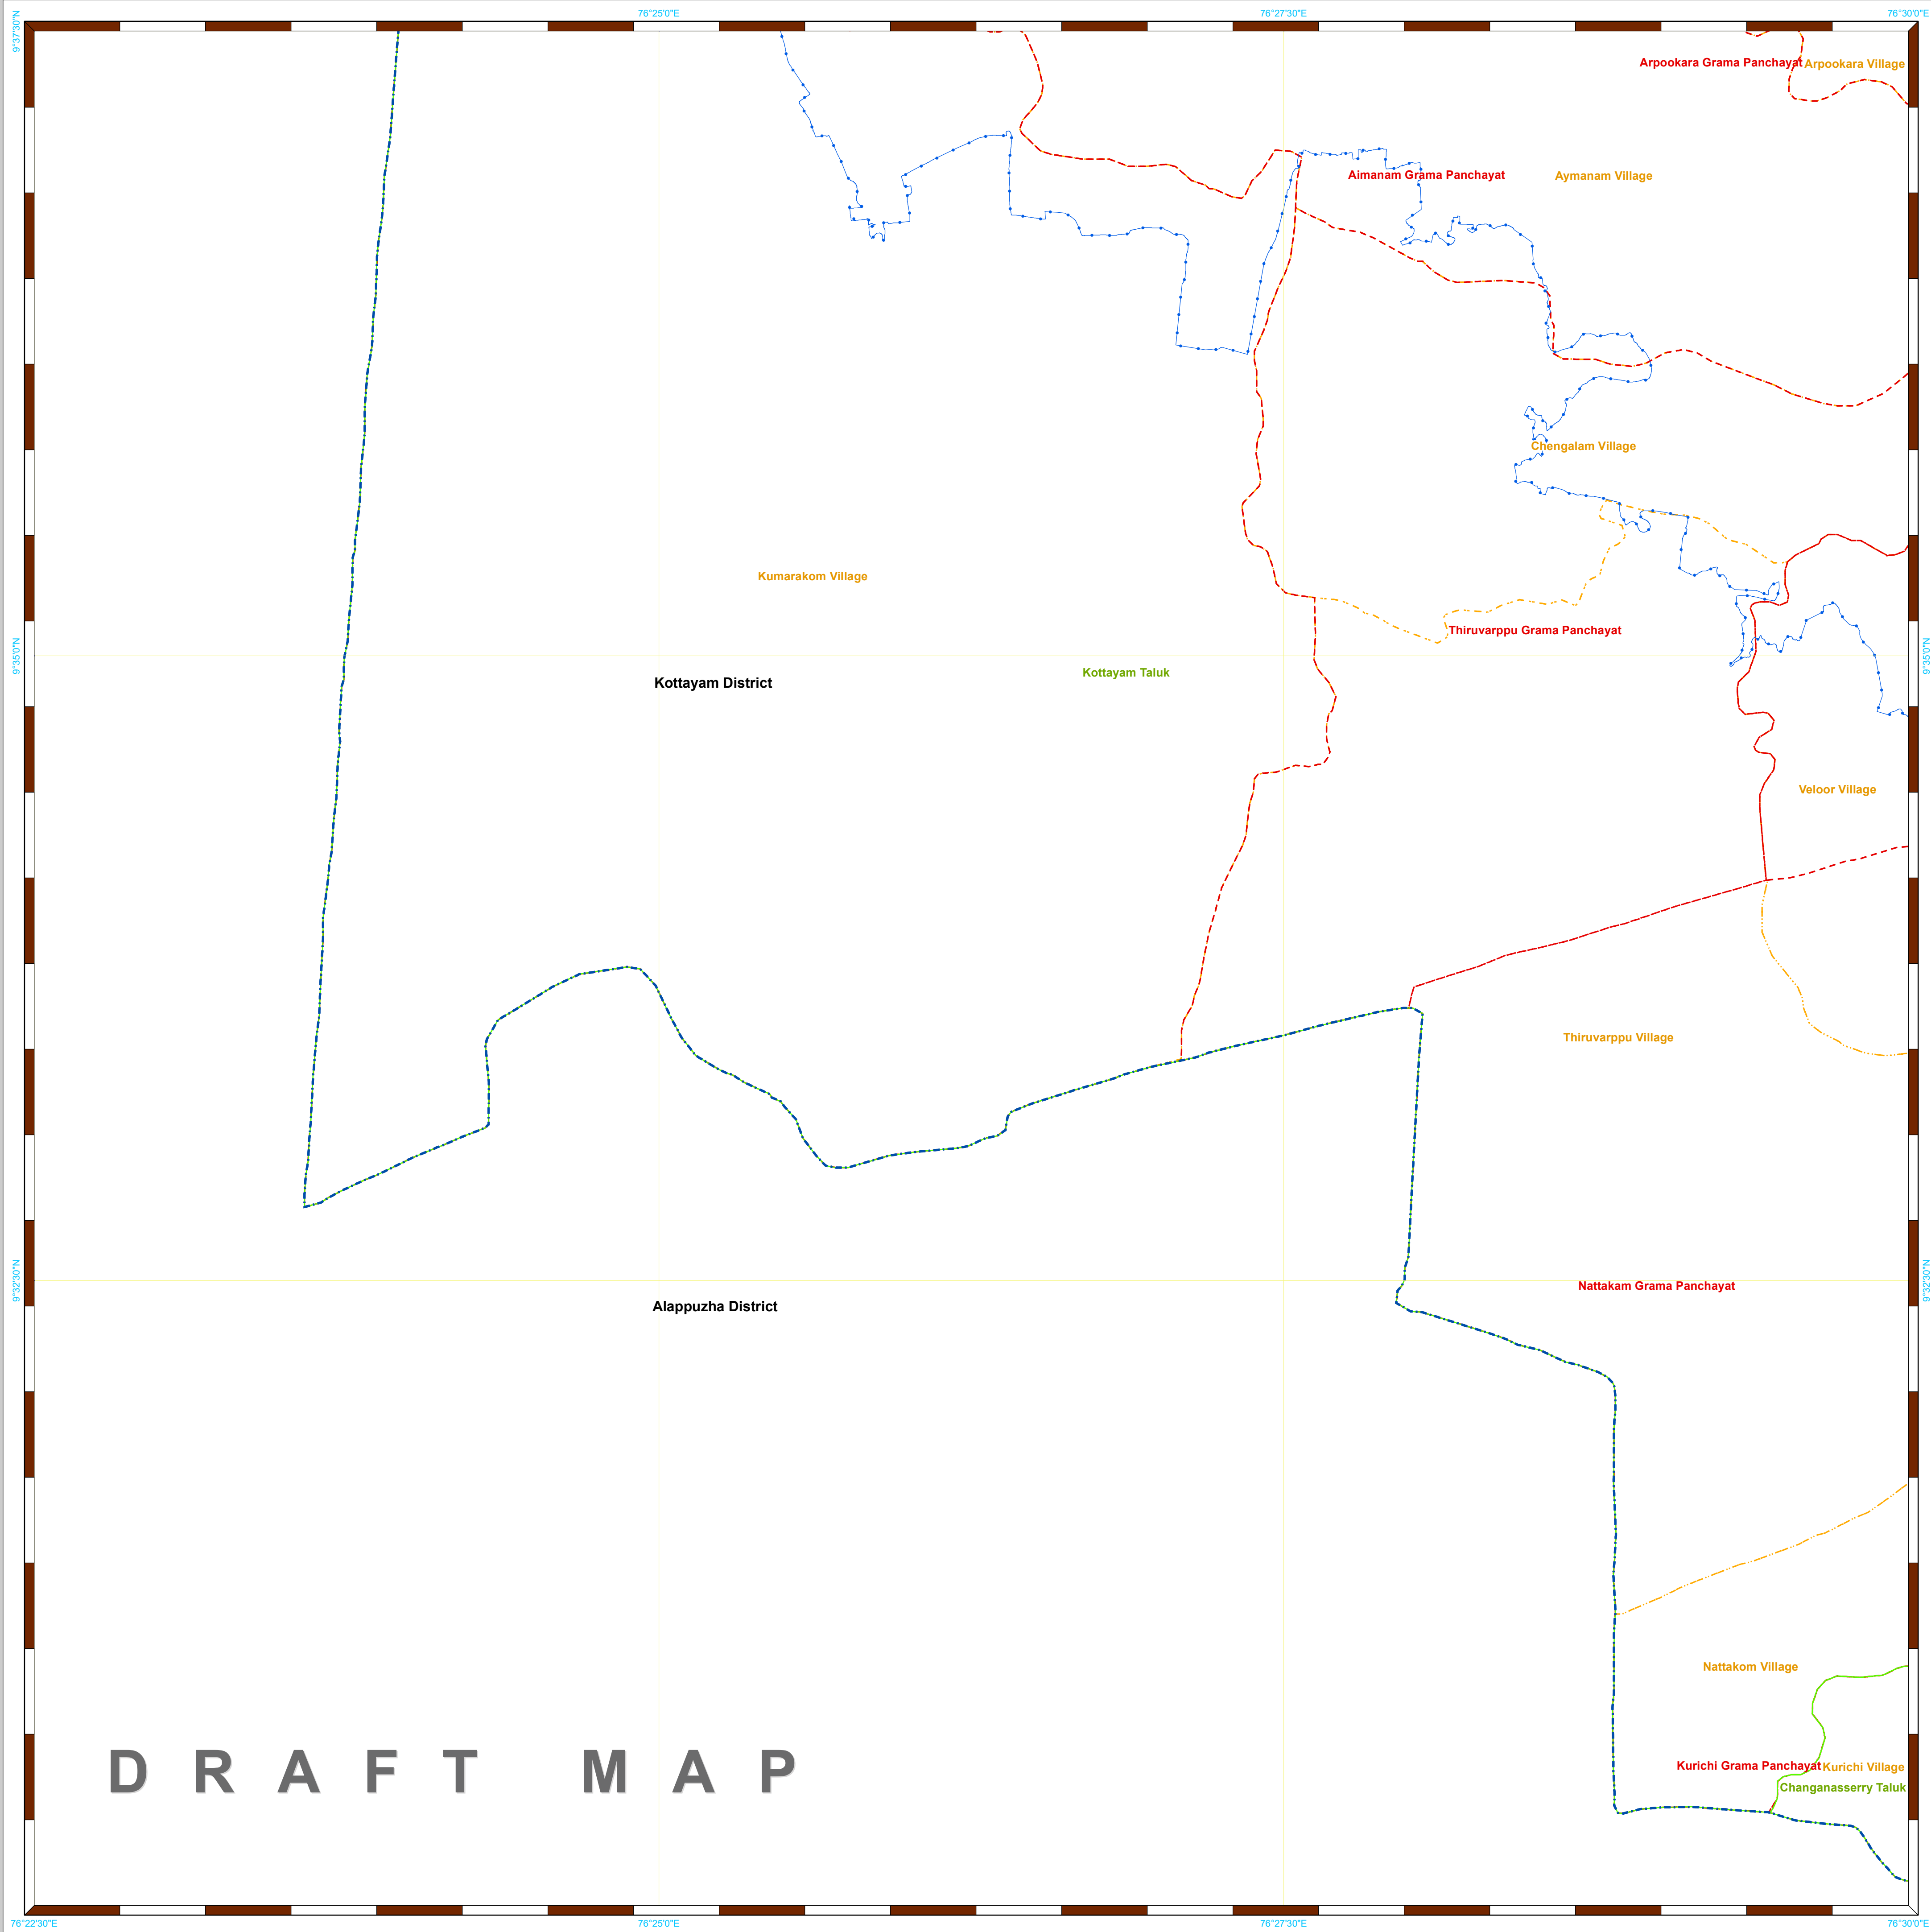 76°25'0"E 76°27'30"E 76°30'0"E
9°37'30"N
Arpookara Grama Panchayat Arpookara Village
Aimanam Grama Panchayat Aymanam Village
Chengalam Village
Kumarakom Village
Thiruvarppu Grama Panchayat
9°35'0"N 9°35'0"N
Kottayam Taluk
Kottayam District
Veloor Village
Thiruvarppu Village
9°32'30"N 9°32'30"N
Nattakam Grama Panchayat
Alappuzha District
Nattakom Village
DRAFT MAP
Kurichi Grama Panchayat Kurichi Village
Changanasserry Taluk
76°22'30"E 76°25'0"E 76°27'30"E 76°30'0"E